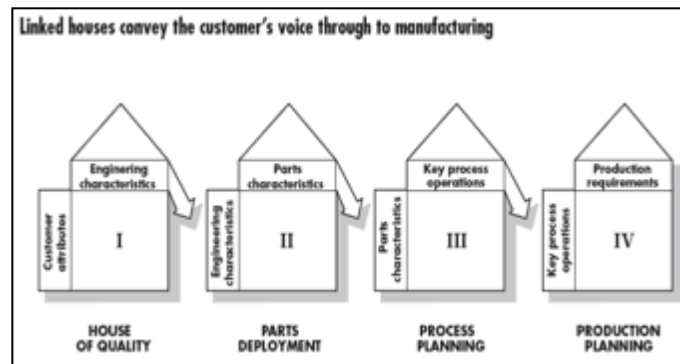 Linked houses convey the customer's voice through to manufacturing
Enginering
characteristics
Customer
attributes
I
HOUSE
OF QUALITY
Parts
characteristics
Engineering
characteristics
II
PARTS
DEPLOYMENT
Key process
operations
Parts
characteristics
III
PROCESS
PLANNING
Production
requirements
Key process
operations
IV
PRODUCTION
PLANNING